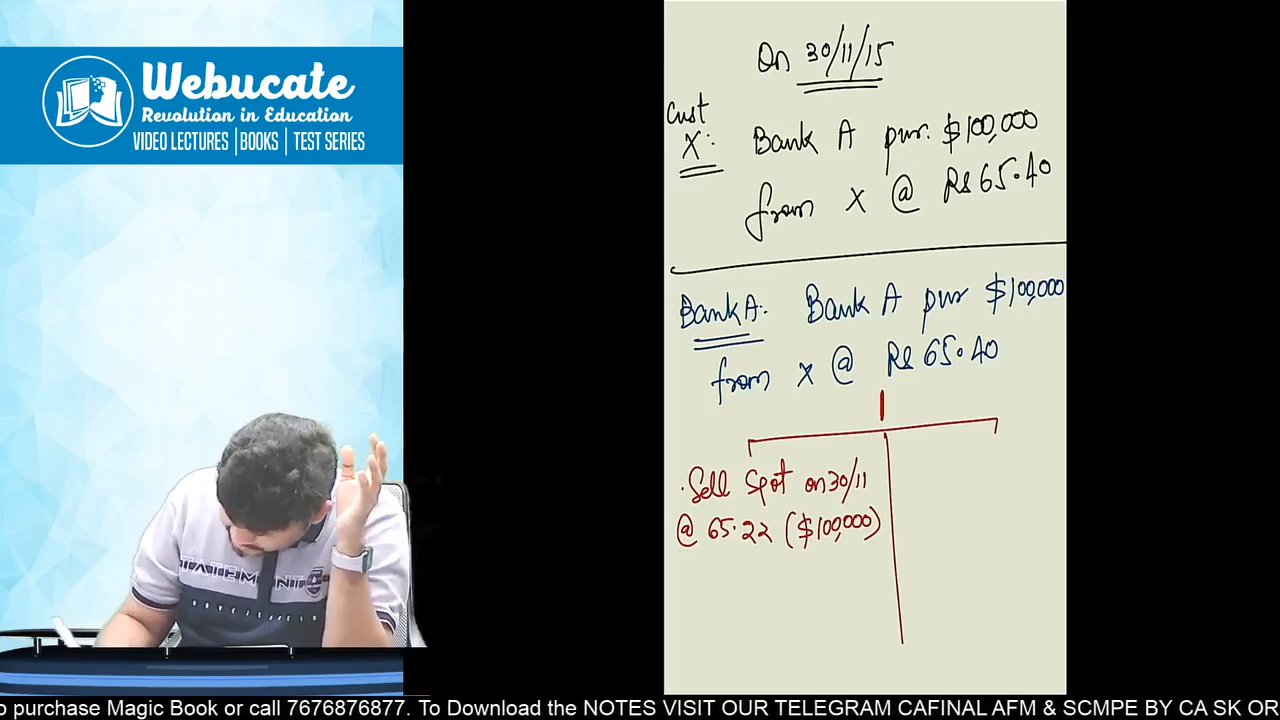 Webucate
Revolution in Education
VIDEO LECTURES | BOOKS | TEST SERIES
On 30/11/15
Cust
X: Bank A pur. $100,000
from X @ Rs 65.40
Bank A: Bank A pur $100,000
from X @ Rs 65.40
Sell Spot on 30/11
@ 65.22 ($100,000)
STATEMENT
o purchase Magic Book or call 7676876877. To Download the NOTES VISIT OUR TELEGRAM CAFINAL AFM & SCMPE BY CA SK OR